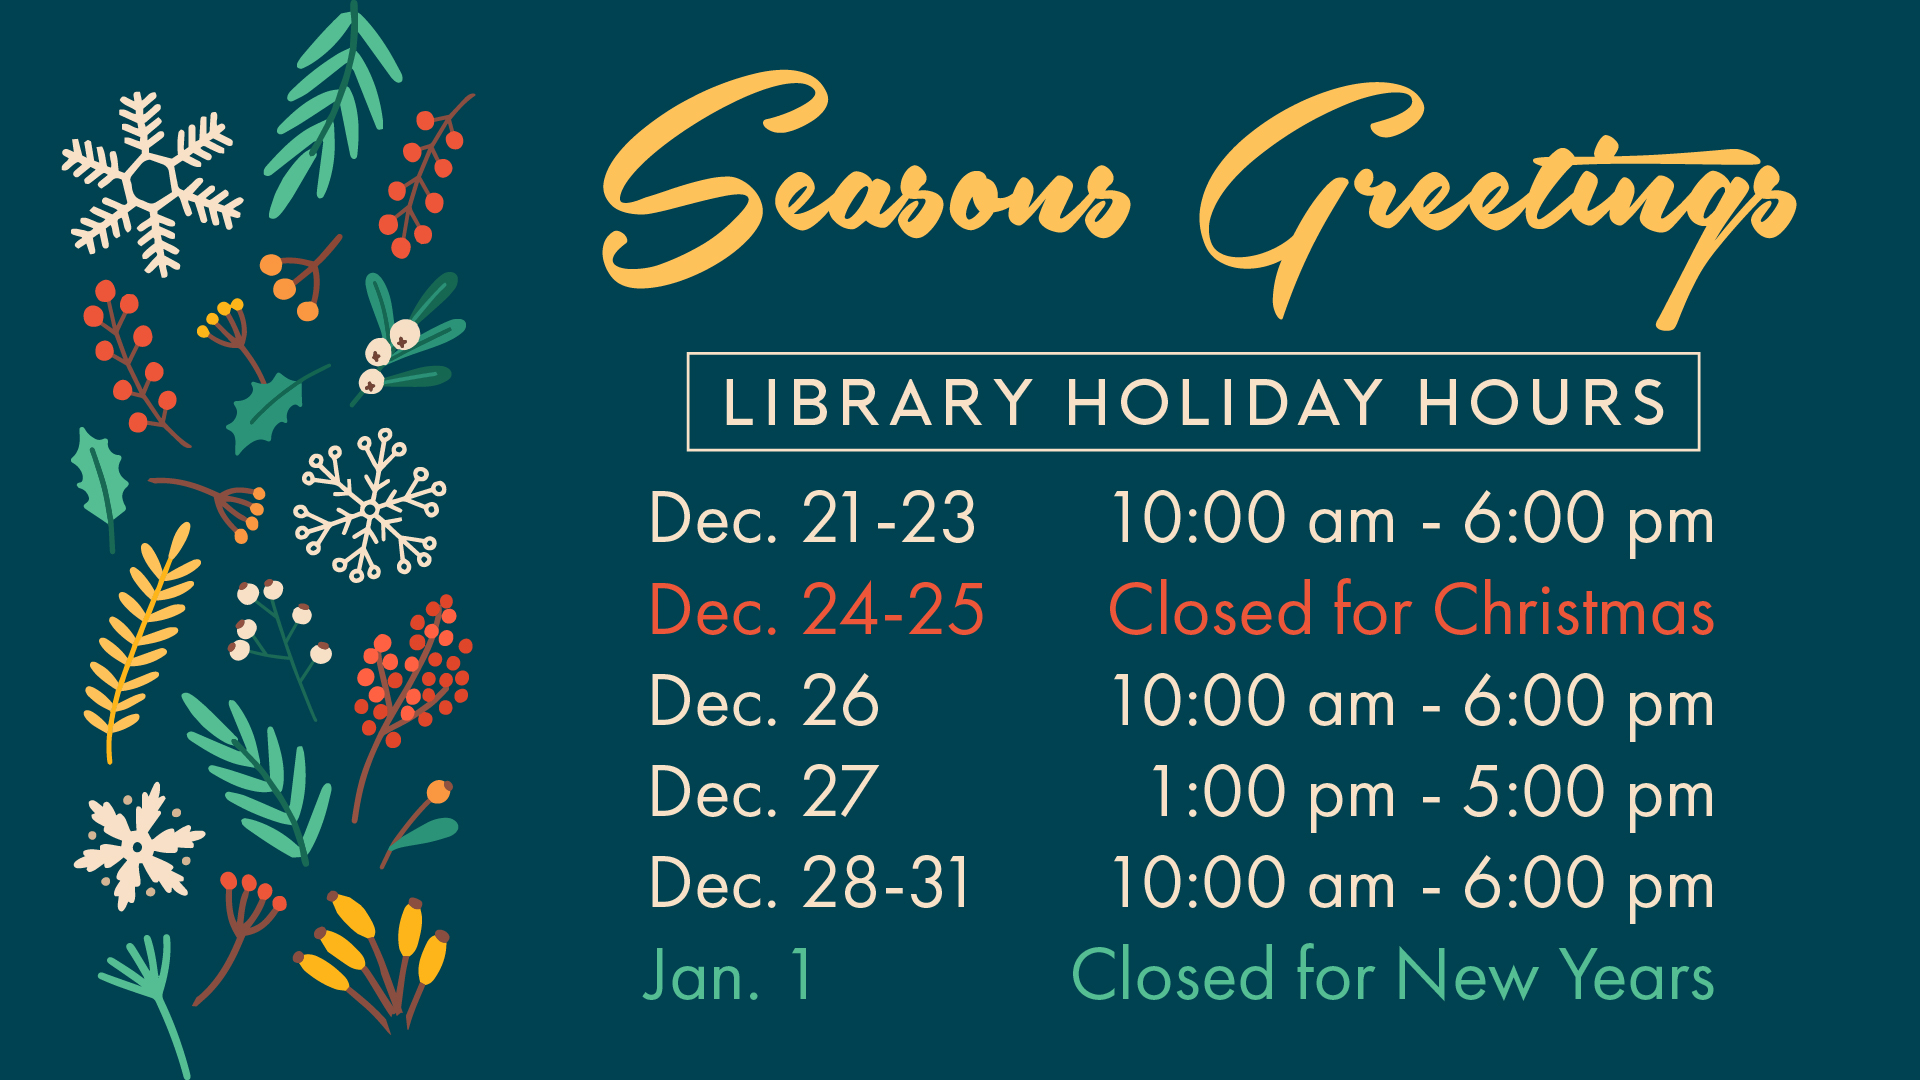 Seasons Greetings
LIBRARY HOLIDAY HOURS
Dec. 21-23 10:00 am - 6:00 pm
Dec. 24-25 Closed for Christmas
Dec. 26 10:00 am - 6:00 pm
Dec. 27 1:00 pm - 5:00 pm
Dec. 28-31 10:00 am - 6:00 pm
Jan. 1 Closed for New Years